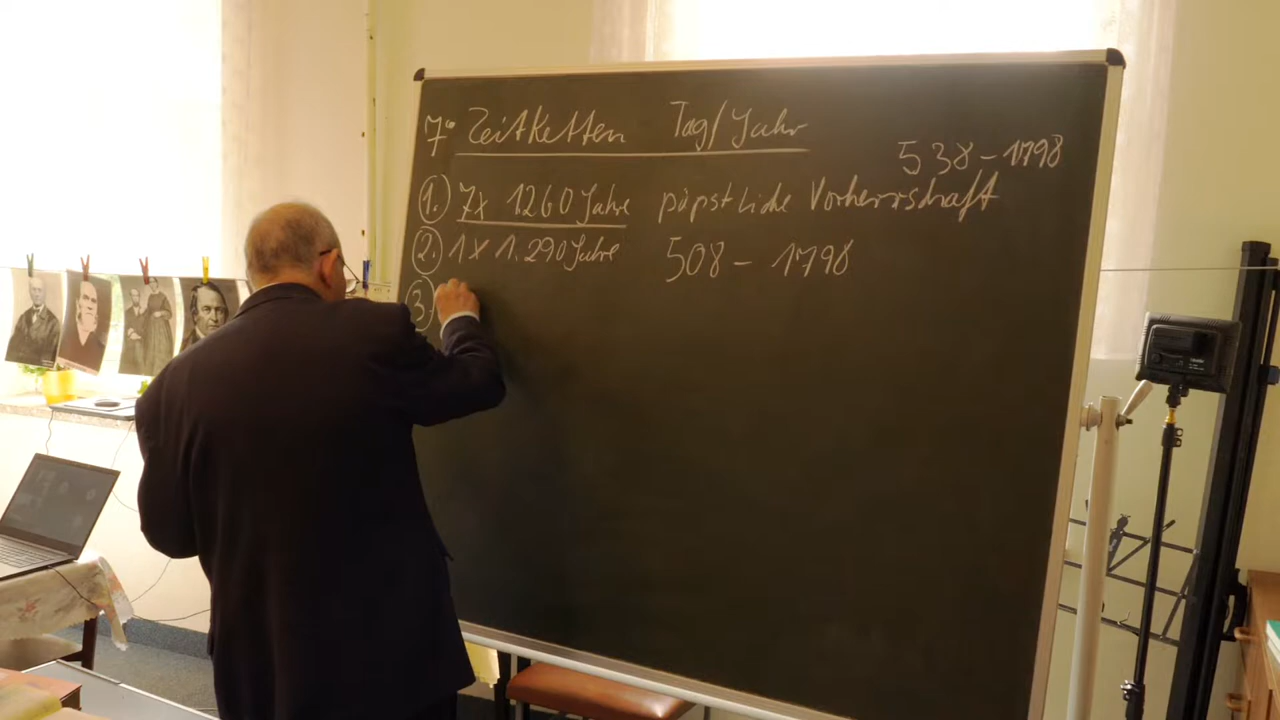 7• Zeitketten Tag/Jahr
538 - 1798
1. 7x 1260 Jahre päpstliche Vorherrschaft
2. 1 x 1.290 Jahre 508 - 1798
3.